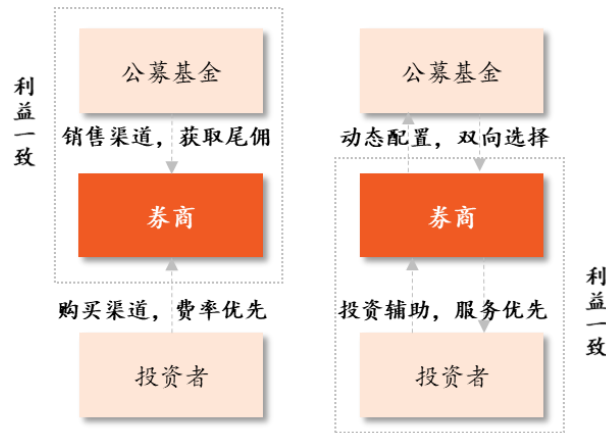 公募基金
利益一致
销售渠道，获取尾佣
券商
购买渠道，费率优先
投资者
公募基金
动态配置，双向选择
券商
利益一致
投资辅助，服务优先
投资者